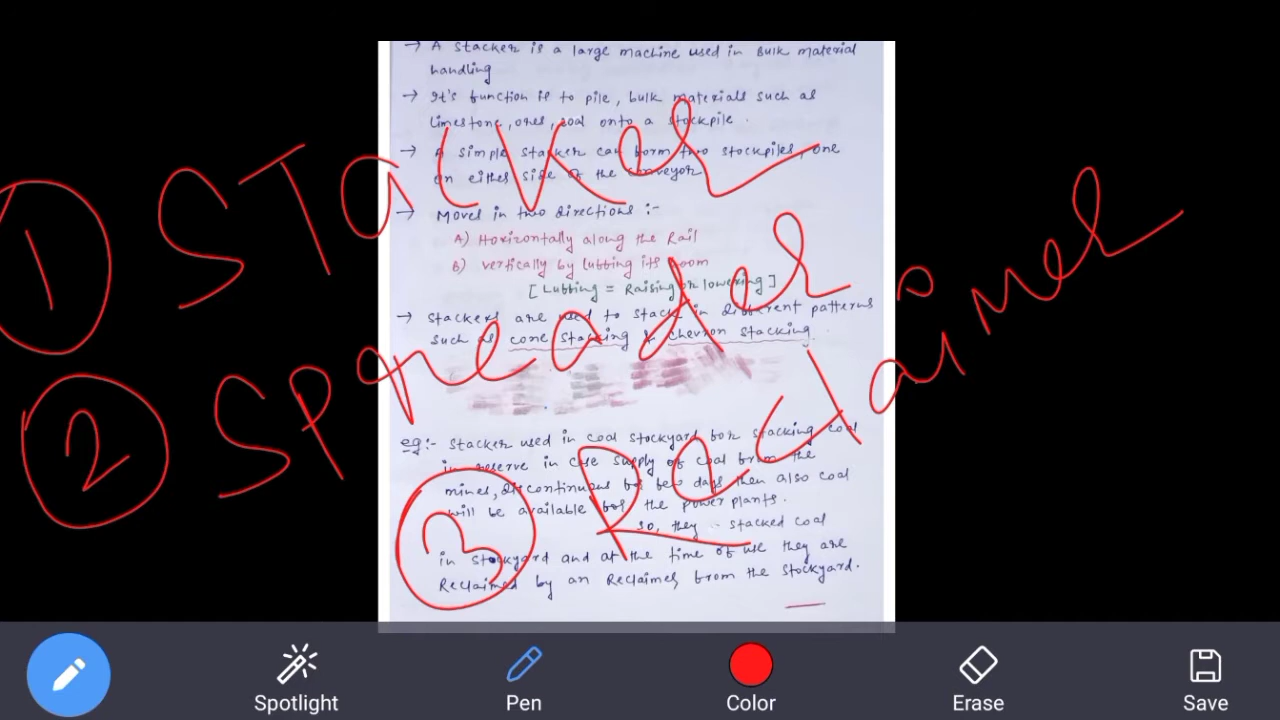 → A stacker is a large machine used in Bulk material
handling
→ It's function is to pile, bulk materials such as
limestone, ores, coal onto a stockpile.
→ A simple stacker can form two stockpiles, one
on either side of the conveyor
→ Moves in two directions :-
A) Horizontally along the Rail
B) vertically by lubbing its boom
[Lubbing = Raising or lowering]
→ Stackers are used to stack in different patterns
such as cone stacking & chevron stacking.
eg:- Stacker used in coal stockyard for stacking coal
in reserve in case supply of coal from the
mines, discontinues for few days then also coal
will be available for the power plants.
so, they stacked coal
in stockyard and at the time of use they are
Reclaimed by an Reclaimer from the stockyard.
1 STacker
2 SPreader
3 Reclaimer
Spotlight
Pen
Color
Erase
Save